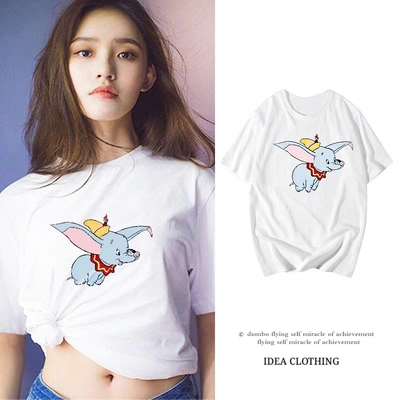 © dumbo flying self miracle of achievement
flying self miracle of achievement
IDEA CLOTHING